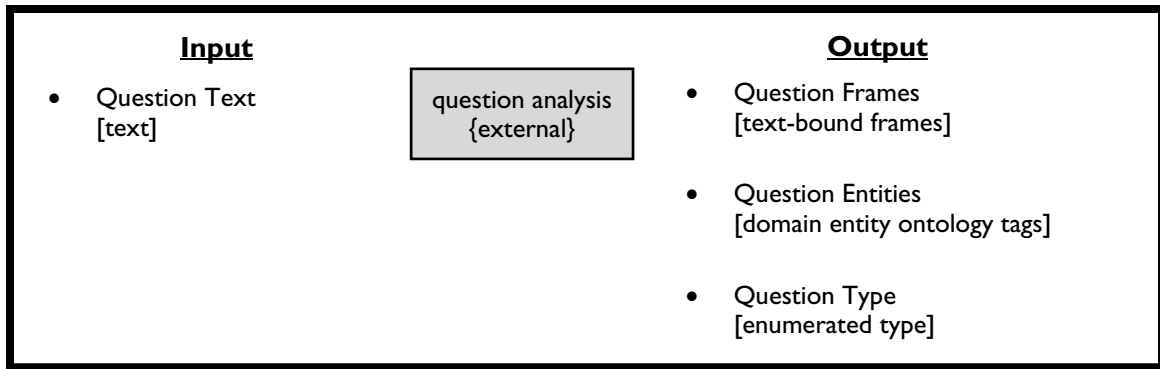 Input
• Question Text
[text]
question analysis
{external}
Output
• Question Frames
[text-bound frames]
• Question Entities
[domain entity ontology tags]
• Question Type
[enumerated type]